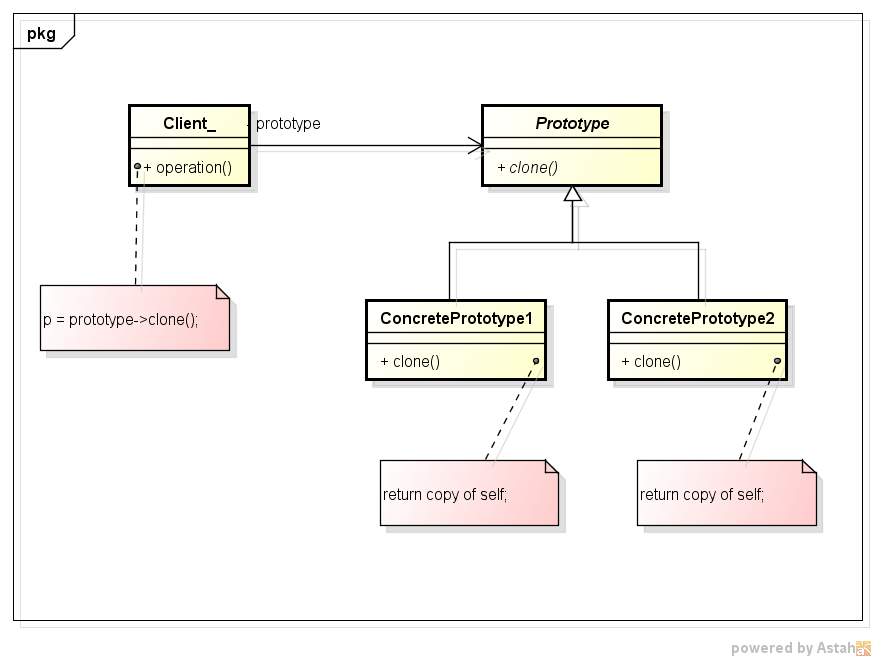 pkg
Client_
- prototype
Prototype
+ operation()
+ clone()
p = prototype->clone();
ConcretePrototype1
ConcretePrototype2
+ clone()
+ clone()
return copy of self;
return copy of self;
powered by Astah